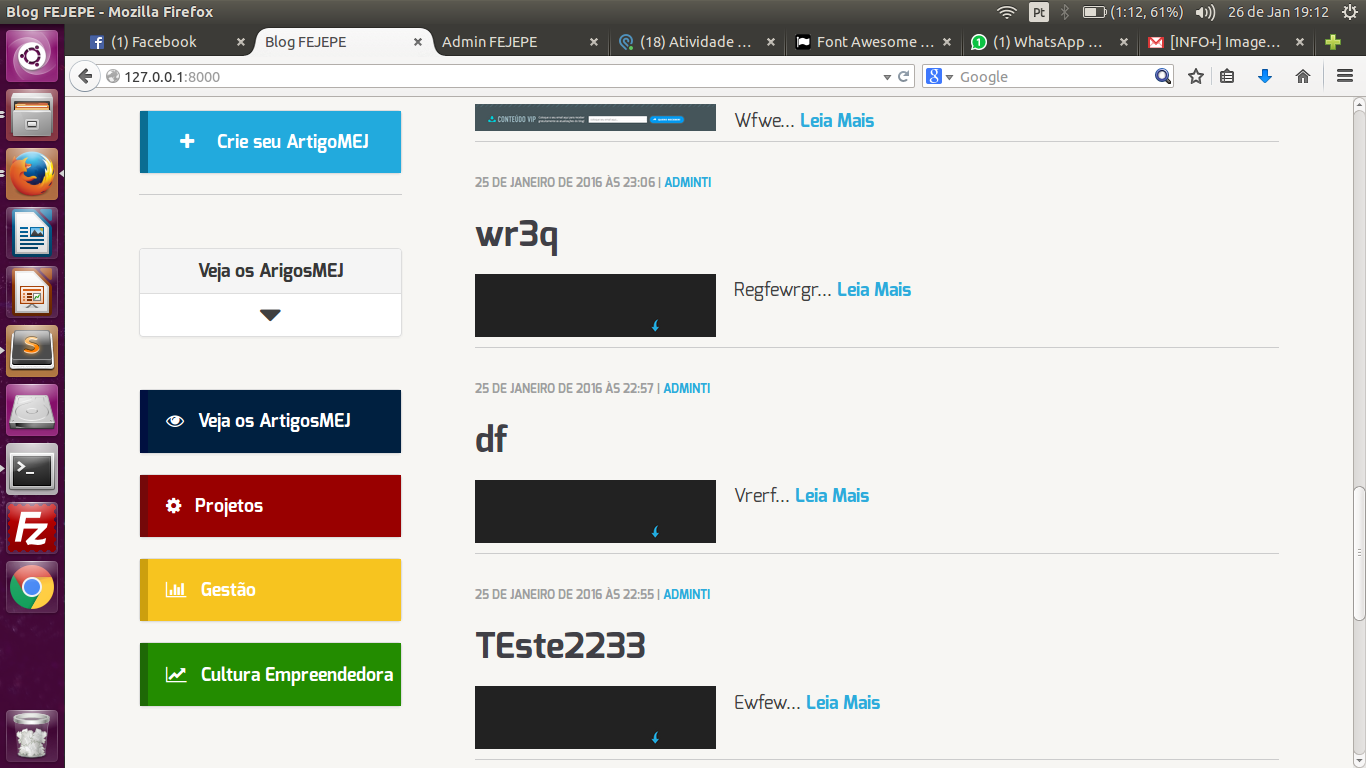 Blog FEJEPE - Mozilla Firefox
Pt
(1:12, 61%)
26 de Jan 19:12
(1) Facebook
Blog FEJEPE
Admin FEJEPE
(18) Atividade ...
Font Awesome ...
(1) WhatsApp ...
[INFO+] Image...
127.0.0.1:8000
Google
Crie seu ArtigoMEJ
Veja os ArigosMEJ
Veja os ArtigosMEJ
Projetos
Gestão
Cultura Empreendedora
CONTEÚDO VIP
Wfwe... Leia Mais
25 DE JANEIRO DE 2016 ÀS 23:06 | ADMINTI
wr3q
Regfewrgr... Leia Mais
25 DE JANEIRO DE 2016 ÀS 22:57 | ADMINTI
df
Vrerf... Leia Mais
25 DE JANEIRO DE 2016 ÀS 22:55 | ADMINTI
TEste2233
Ewfew... Leia Mais